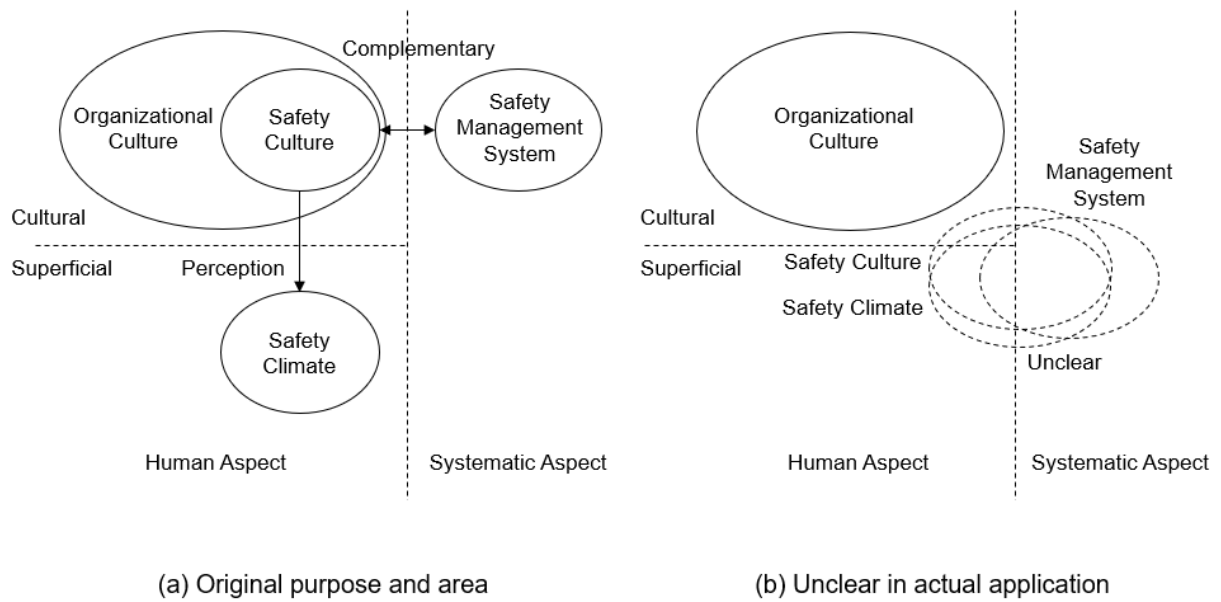 Complementary
Organizational
Culture
Safety
Culture
Safety
Management
System
Cultural
Superficial
Perception
Safety
Climate
Human Aspect
Systematic Aspect
(a) Original purpose and area
Organizational
Culture
Safety
Management
System
Cultural
Superficial
Safety Culture
Safety Climate
Unclear
Human Aspect
Systematic Aspect
(b) Unclear in actual application